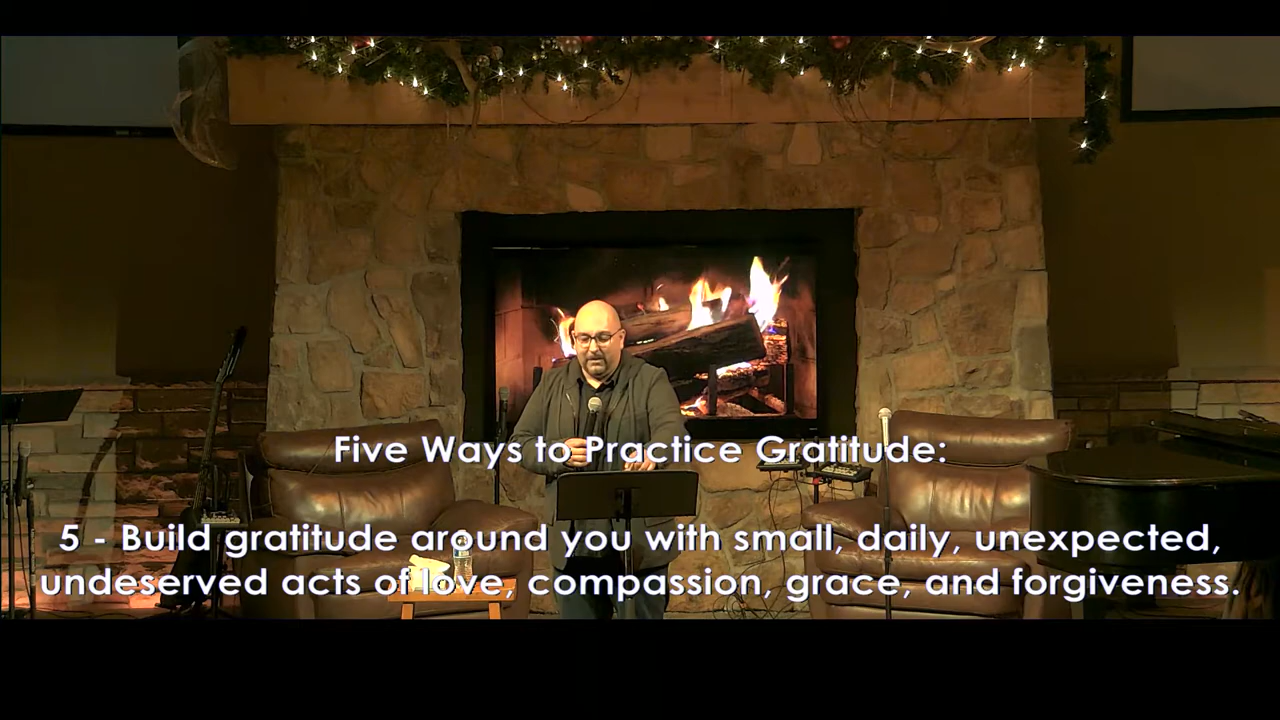 Five Ways to Practice Gratitude:
5 - Build gratitude around you with small, daily, unexpected,
undeserved acts of love, compassion, grace, and forgiveness.